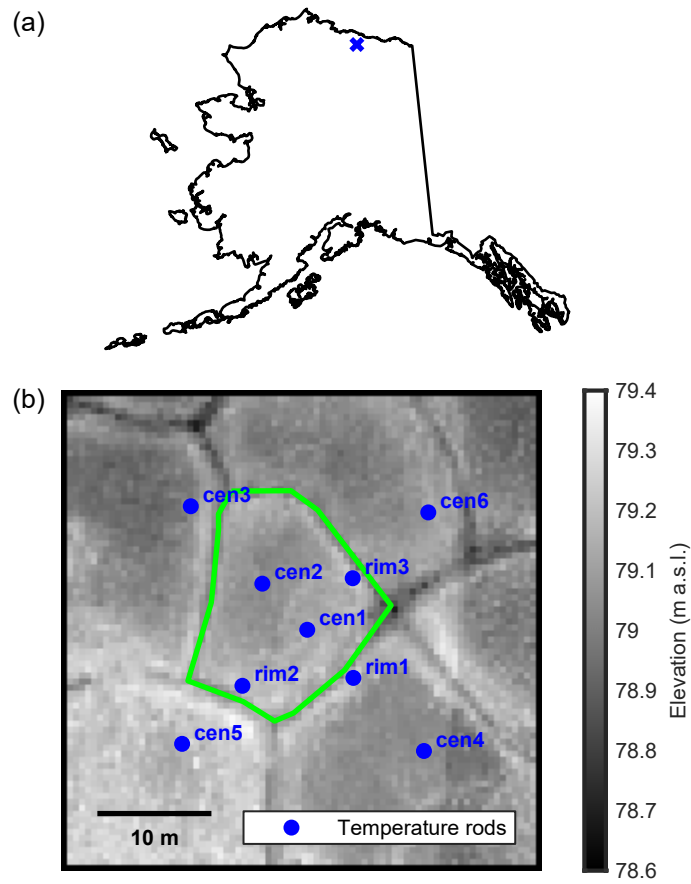 (a)
(b)
cen3
cen6
cen2
rim3
cen1
rim2
rim1
cen5
cen4
10 m
Temperature rods
79.4
79.3
79.2
79.1
79
78.9
78.8
78.7
78.6
Elevation (m a.s.l.)